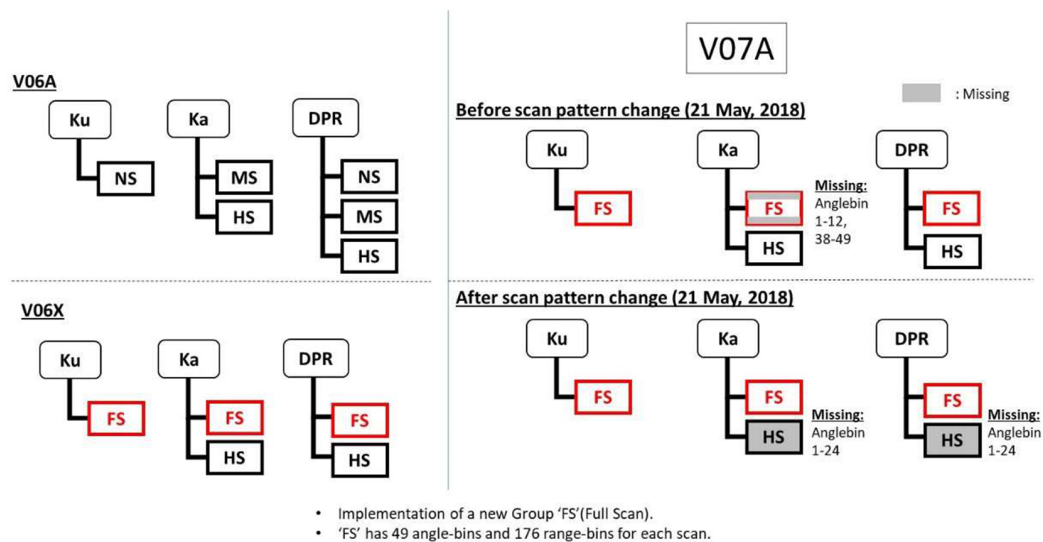 V06A
Ku
NS
Ka
MS
HS
DPR
NS
MS
HS
V06X
Ku
FS
Ka
FS
HS
DPR
FS
HS
V07A
: Missing
Before scan pattern change (21 May, 2018)
Ku
FS
Ka
FS
HS
Missing:
Anglebin
1-12,
38-49
DPR
FS
HS
After scan pattern change (21 May, 2018)
Ku
FS
Ka
FS
HS
Missing:
Anglebin
1-24
DPR
FS
HS
Missing:
Anglebin
1-24
• Implementation of a new Group ‘FS’(Full Scan).
• ‘FS’ has 49 angle-bins and 176 range-bins for each scan.